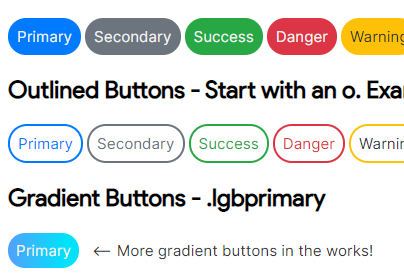 Primary Secondary Success Danger Warning
Outlined Buttons - Start with an o. Exa
Primary Secondary Success Danger Warnin
Gradient Buttons - .lgbprimary
Primary <-- More gradient buttons in the works!